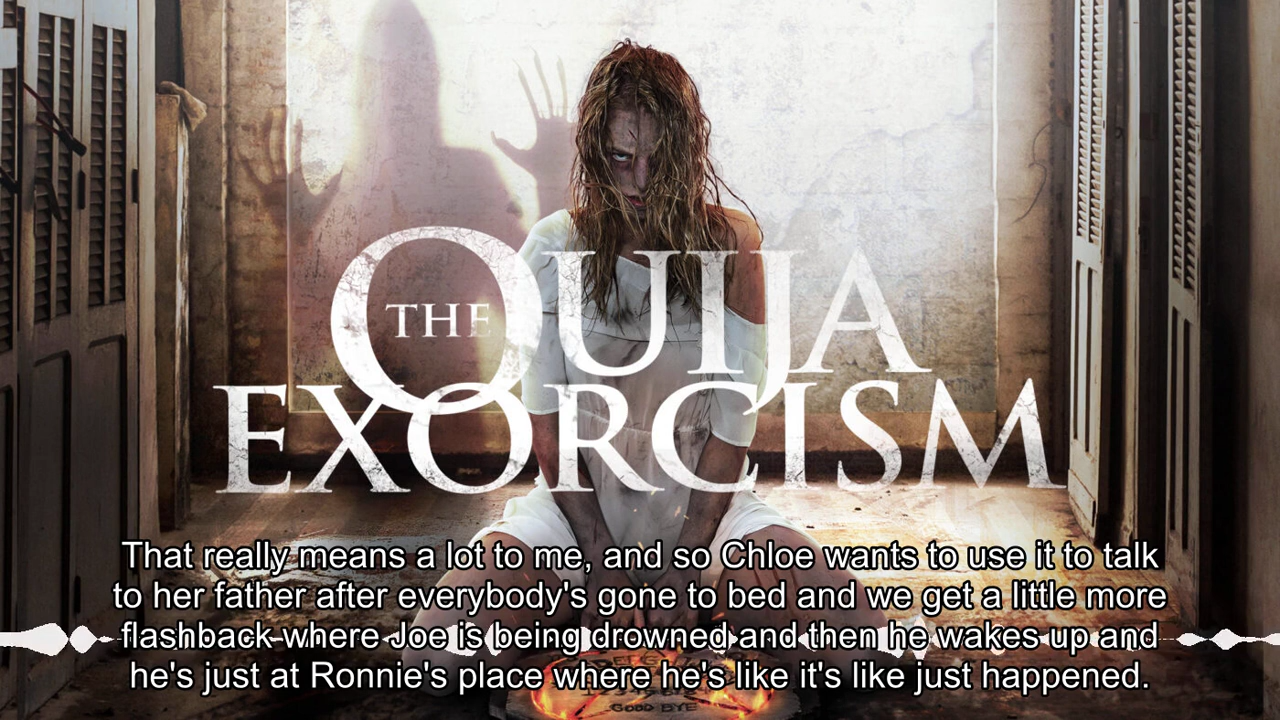 THE OUIJA
EXORCISM
That really means a lot to me, and so Chloe wants to use it to talk
to her father after everybody's gone to bed and we get a little more
flashback where Joe is being drowned and then he wakes up and
he's just at Ronnie's place where he's like it's like just happened.
GOOD BYE